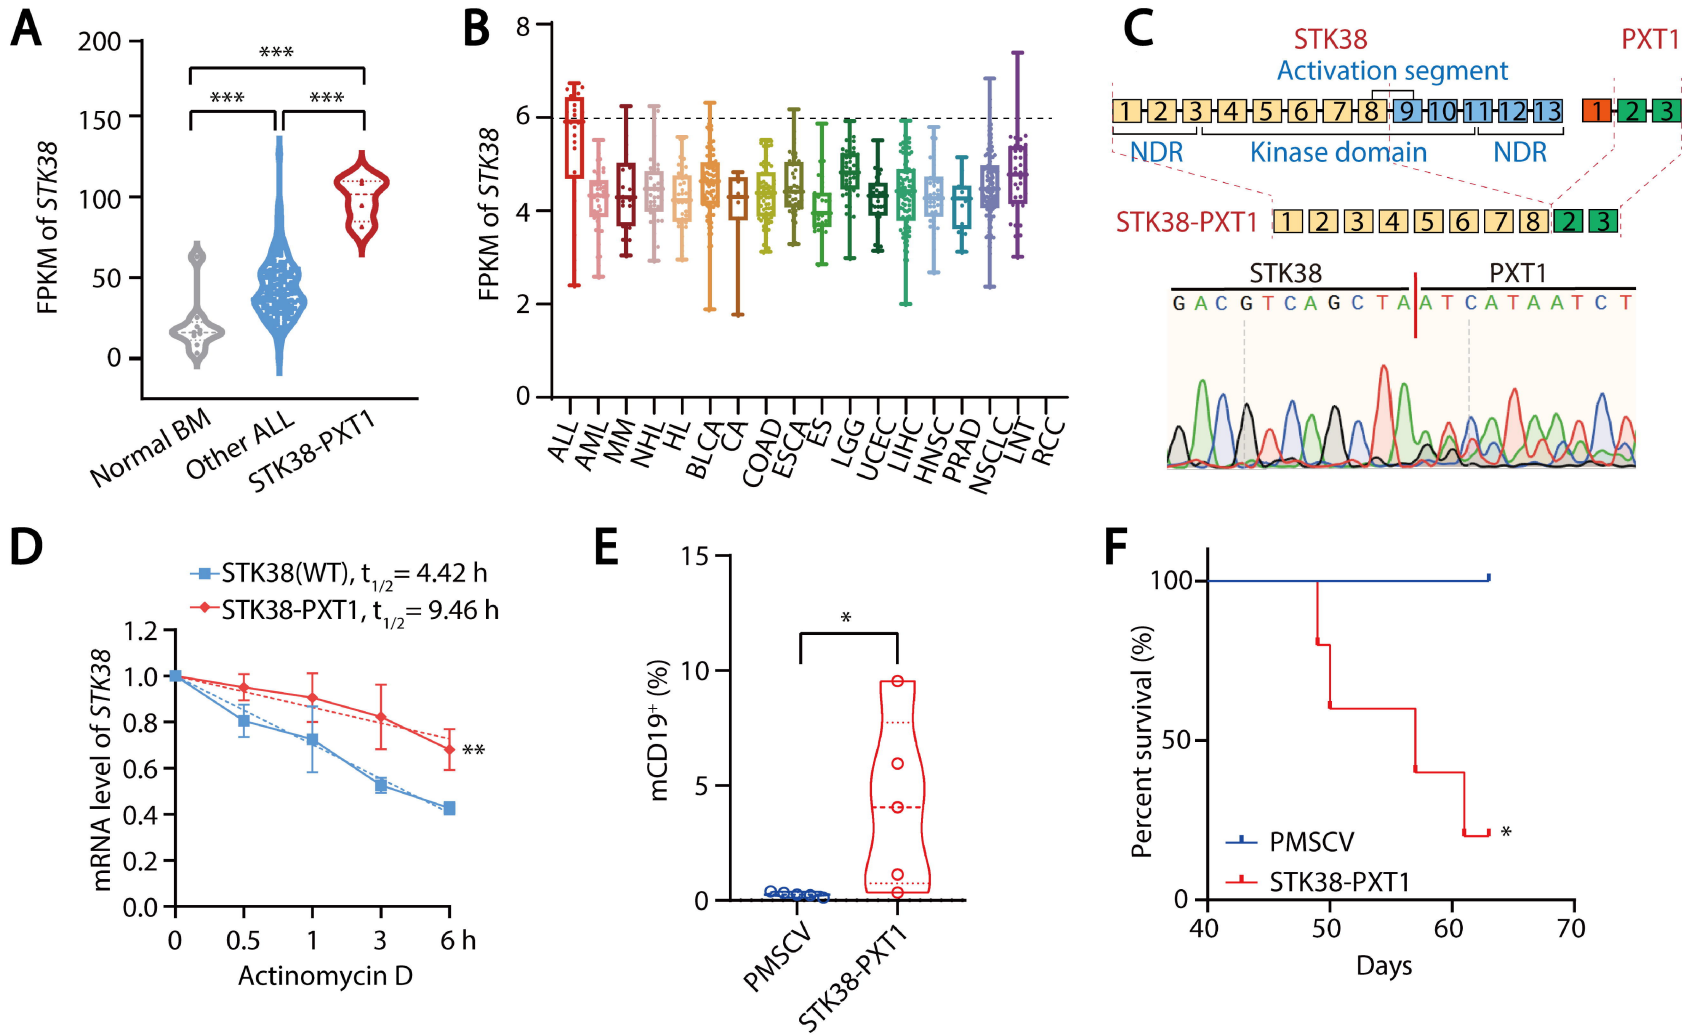 A
FPKM of STK38
200
150
100
50
0
***
***
***
Normal BM
Other ALL
STK38-PXT1
B
FPKM of STK38
8
6
4
2
0
ALL
AML
MM
NHL
HL
BLCA
CA
COAD
ESCA
ES
LGG
UCEC
LIHC
HNSC
PRAD
NSCLC
LNT
RCC
C
STK38 PXT1
Activation segment
1 2 3 4 5 6 7 8 9 10 11 12 13 1 2 3
NDR Kinase domain NDR
STK38-PXT1 1 2 3 4 5 6 7 8 2 3
STK38 PXT1
G A C G T C A G C T A A T C A T A A T C T
D
STK38(WT), t1/2= 4.42 h
STK38-PXT1, t1/2= 9.46 h
mRNA level of STK38
1.2
1.0
0.8
0.6
0.4
0.2
0.0
**
0 0.5 1 3 6 h
Actinomycin D
E
mCD19+ (%)
15
10
5
0
*
PMSCV
STK38-PXT1
F
Percent survival (%)
100
50
0
*
PMSCV
STK38-PXT1
40 50 60 70
Days